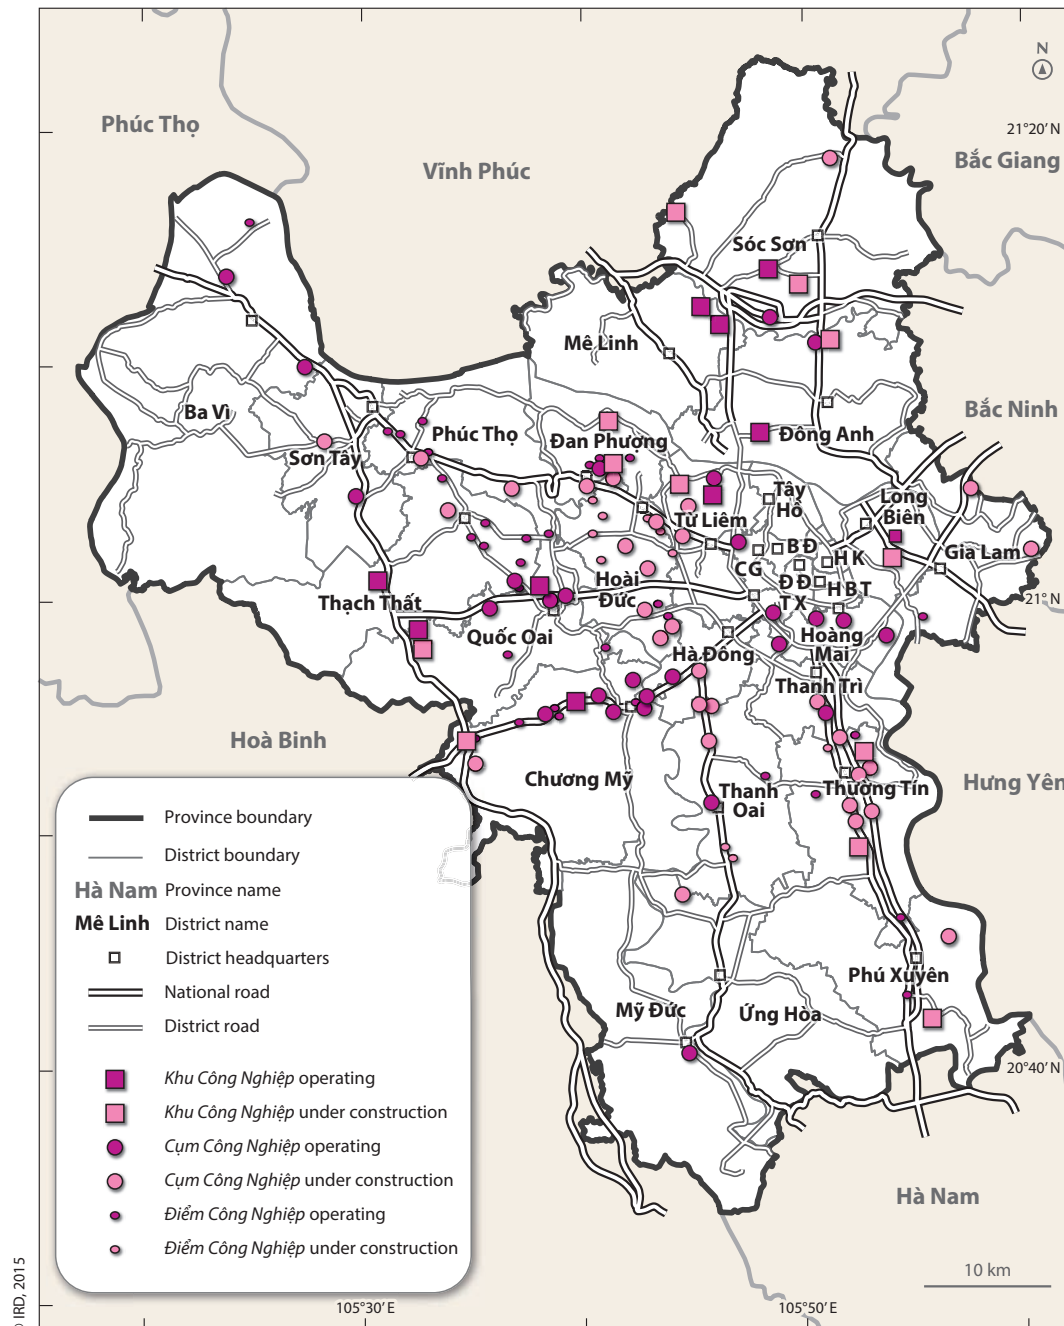 N
Phúc Thọ
21°20' N
Vĩnh Phúc
Bắc Giang
Sóc Sơn
Mê Linh
Ba Vì
Bắc Ninh
Phúc Thọ
Đan Phượng
Đông Anh
Sơn Tây
Tây
Hồ
Long
Biên
Từ Liêm
B Đ
H K
Gia Lam
CG
Đ Đ
H B T
Thạch Thất
Hoài
Đức
T X
21° N
Quốc Oai
Hoàng
Mai
Hà Đông
Thanh Trì
Hoà Binh
Chương Mỹ
Thanh
Oai
Thường Tín
Hưng Yên
Phú Xuyên
Mỹ Đức
Ứng Hòa
20°40' N
Hà Nam
10 km
Province boundary
District boundary
Hà Nam Province name
Mê Linh District name
District headquarters
National road
District road
Khu Công Nghiệp operating
Khu Công Nghiệp under construction
Cụm Công Nghiệp operating
Cụm Công Nghiệp under construction
Điểm Công Nghiệp operating
Điểm Công Nghiệp under construction
105°30' E
105°50' E
© IRD, 2015